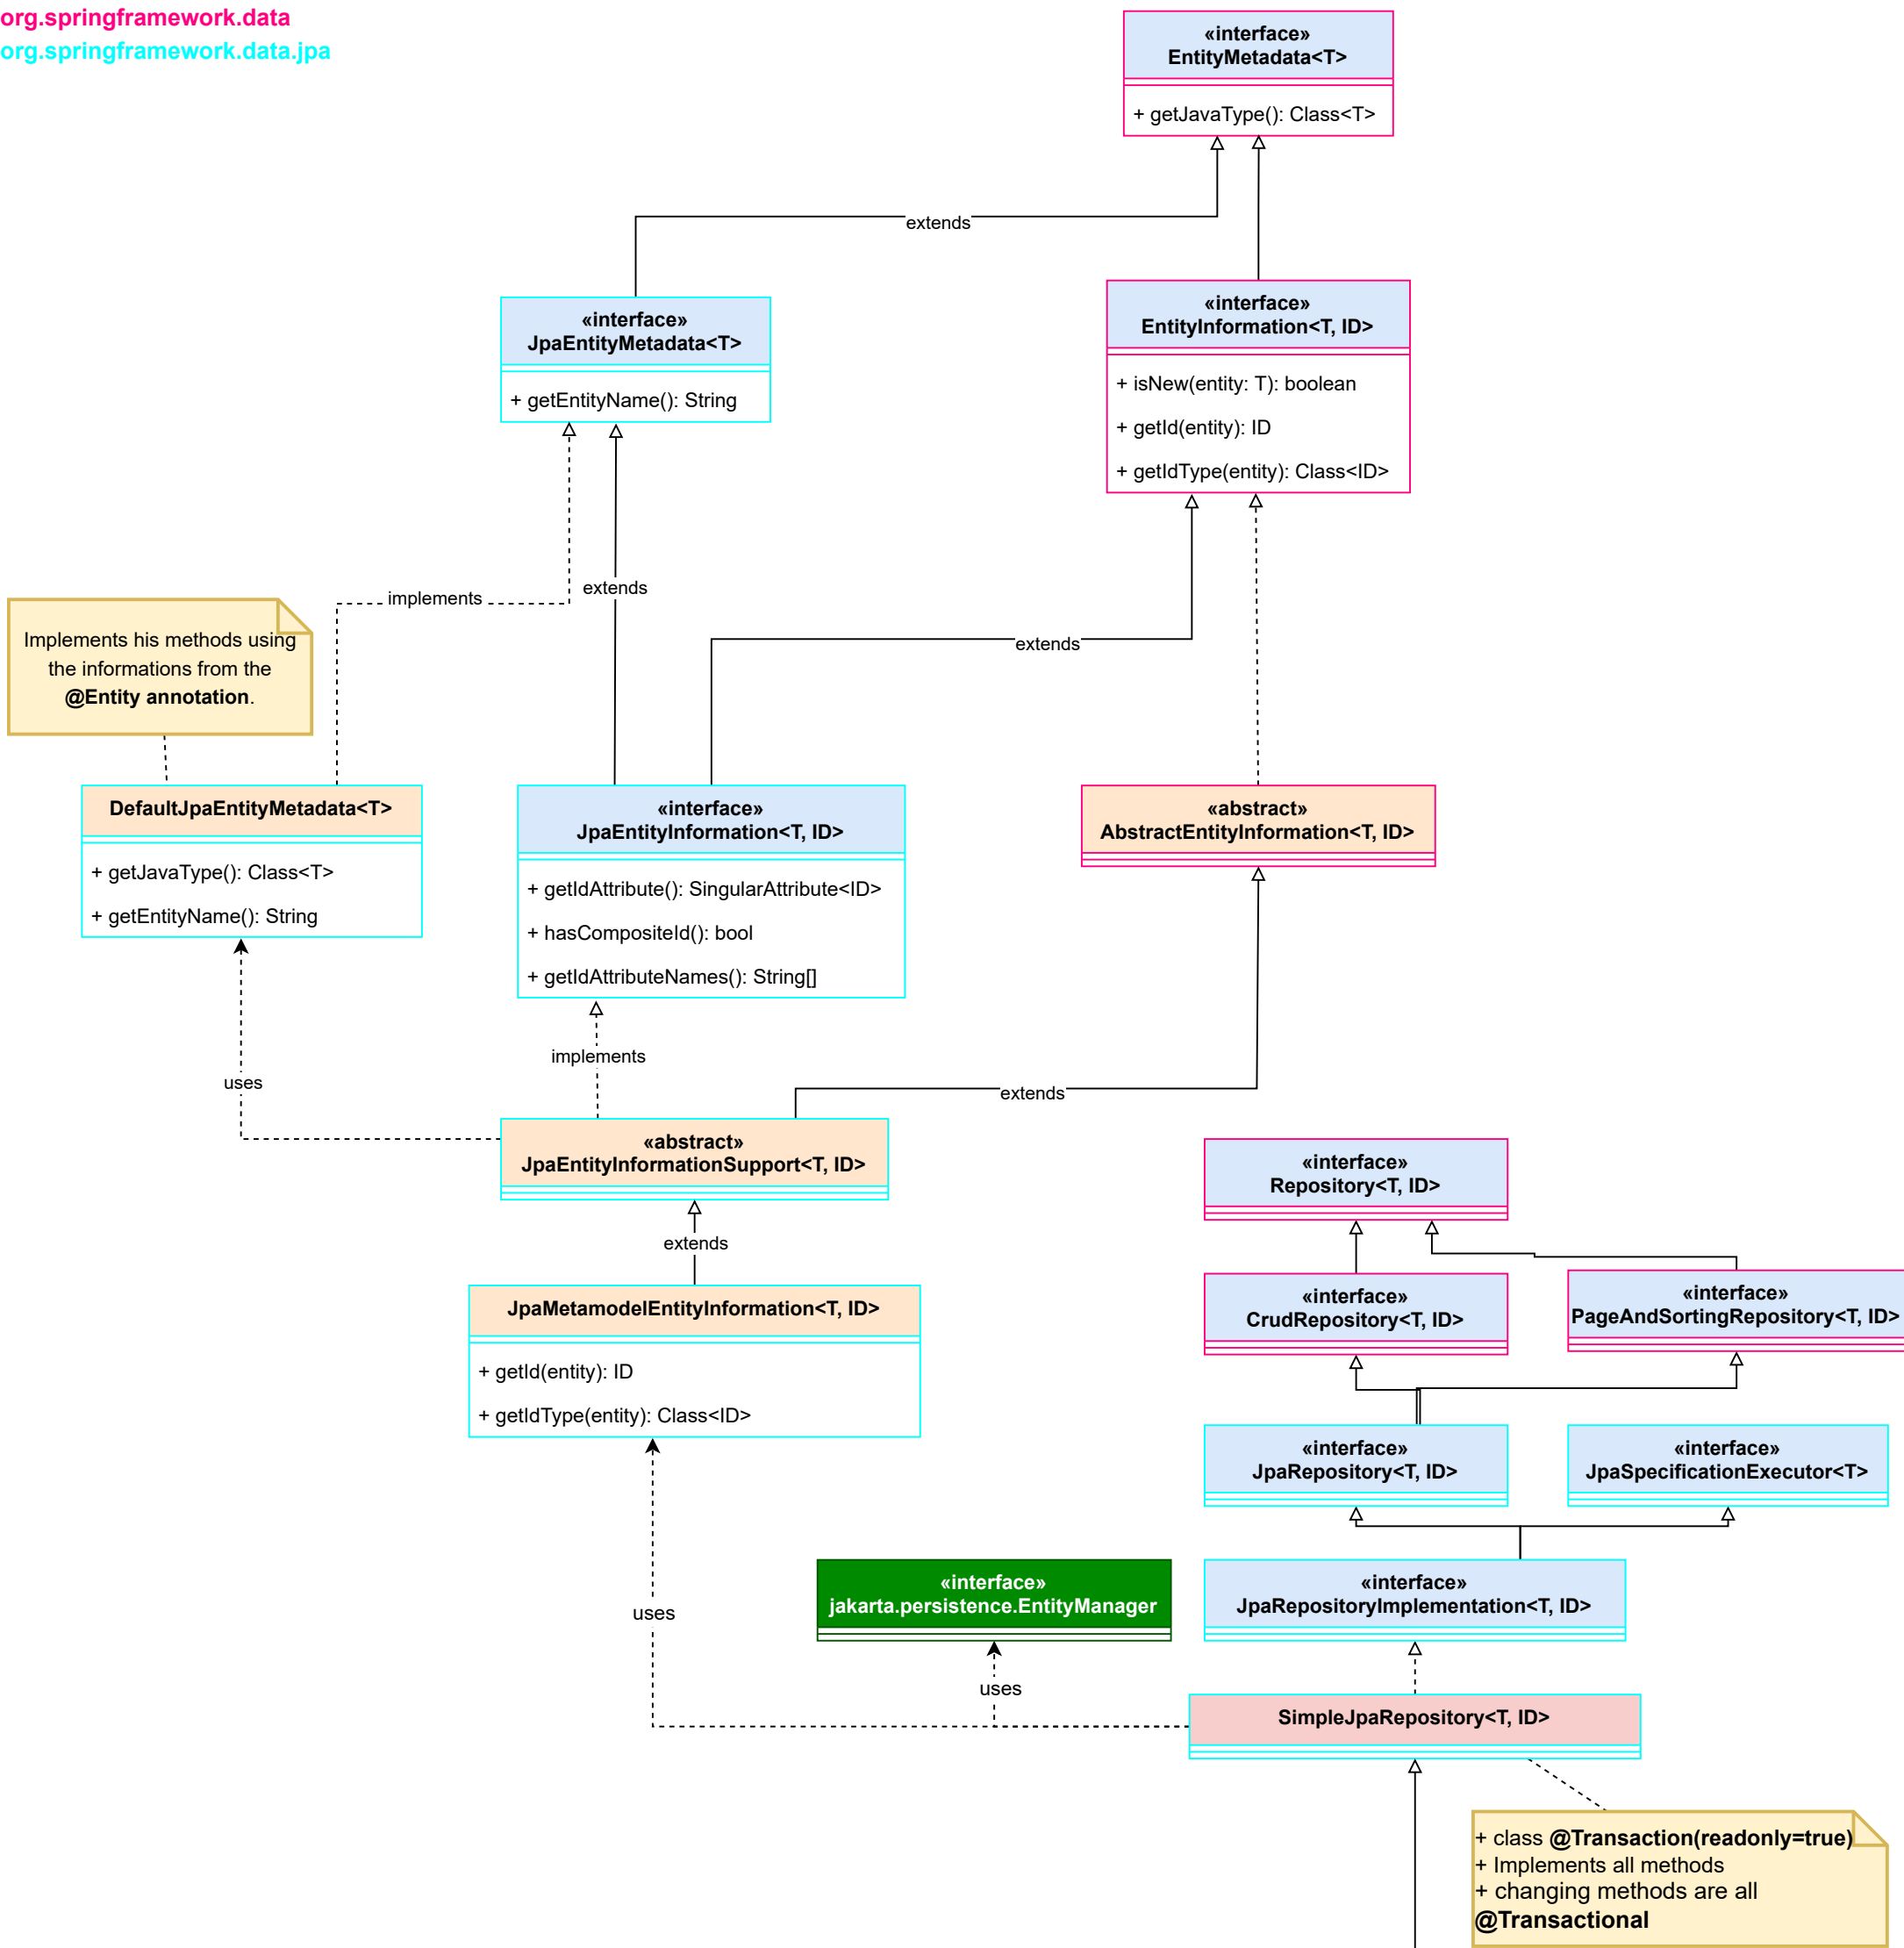 org.springframework.data
org.springframework.data.jpa
«interface»
EntityMetadata<T>
+ getJavaType(): Class<T>
extends
«interface»
JpaEntityMetadata<T>
+ getEntityName(): String
«interface»
EntityInformation<T, ID>
+ isNew(entity: T): boolean
+ getId(entity): ID
+ getIdType(entity): Class<ID>
implements
extends
extends
Implements his methods using
the informations from the
@Entity annotation.
DefaultJpaEntityMetadata<T>
+ getJavaType(): Class<T>
+ getEntityName(): String
«interface»
JpaEntityInformation<T, ID>
+ getIdAttribute(): SingularAttribute<ID>
+ hasCompositeId(): bool
+ getIdAttributeNames(): String[]
«abstract»
AbstractEntityInformation<T, ID>
implements
uses
extends
«abstract»
JpaEntityInformationSupport<T, ID>
extends
JpaMetamodelEntityInformation<T, ID>
+ getId(entity): ID
+ getIdType(entity): Class<ID>
«interface»
Repository<T, ID>
«interface»
CrudRepository<T, ID>
«interface»
PageAndSortingRepository<T, ID>
«interface»
JpaRepository<T, ID>
«interface»
JpaSpecificationExecutor<T>
«interface»
jakarta.persistence.EntityManager
«interface»
JpaRepositoryImplementation<T, ID>
uses
uses
SimpleJpaRepository<T, ID>
+ class @Transaction(readonly=true)
+ Implements all methods
+ changing methods are all
@Transactional